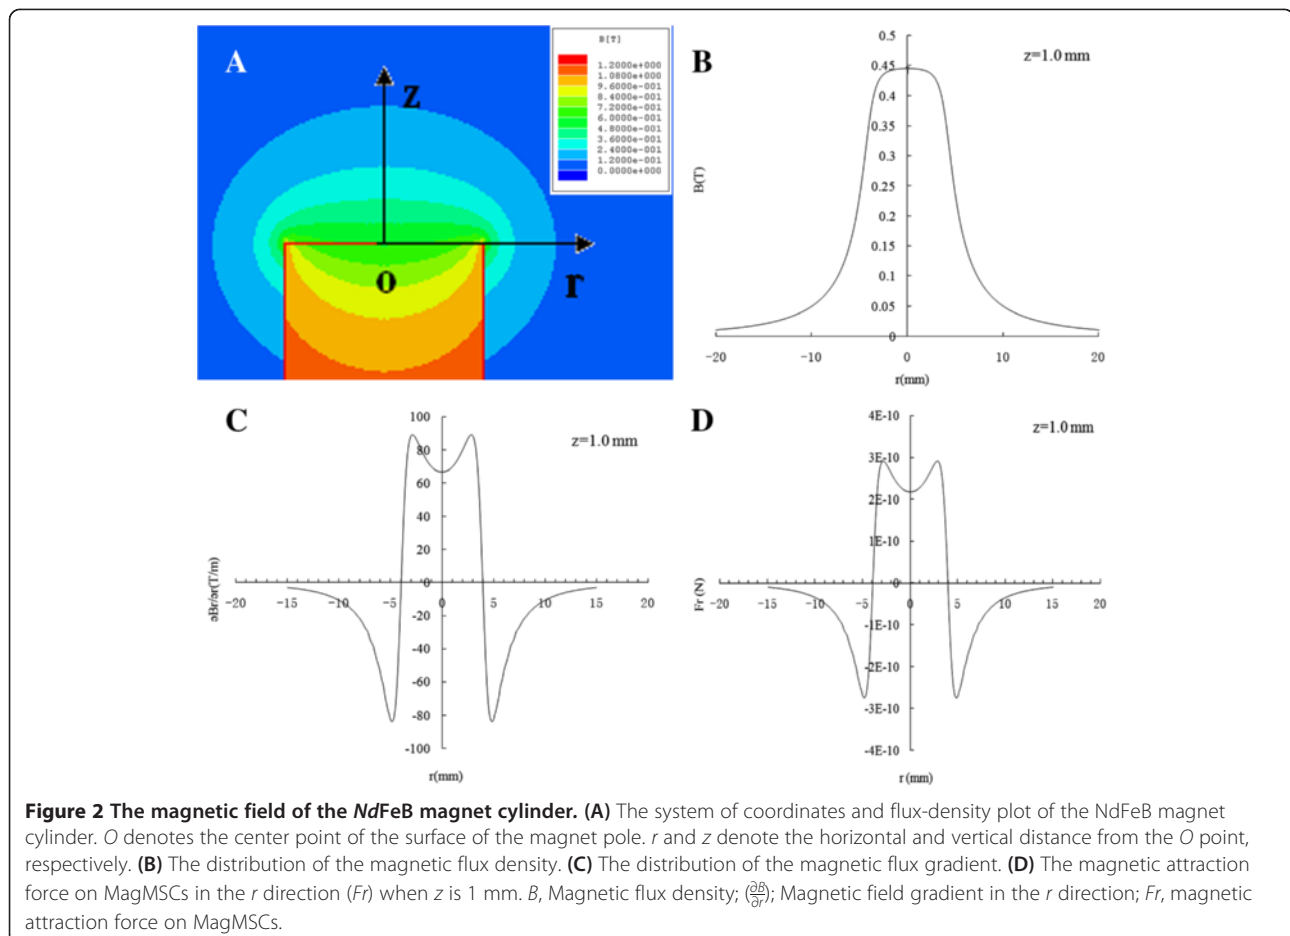 A
z
O
r
B[T]
1.2000e+000
1.0800e+000
9.6000e-001
8.4000e-001
7.2000e-001
6.0000e-001
4.8000e-001
3.6000e-001
2.4000e-001
1.2000e-001
0.0000e+000
B
z=1.0 mm
0.5
0.45
0.4
0.35
0.3
0.25
0.2
0.15
0.1
0.05
0
B(T)
-20 -10 0 10 20
r(mm)
C
z=1.0 mm
100
80
60
40
20
0
-20
-40
-60
-80
-100
∂Br/∂r(T/m)
-20 -15 -10 -5 0 5 10 15 20
r(mm)
D
z=1.0 mm
4E-10
3E-10
2E-10
1E-10
0
-1E-10
-2E-10
-3E-10
-4E-10
Fr (N)
-20 -15 -10 -5 0 5 10 15 20
r (mm)
Figure 2 The magnetic field of the NdFeB magnet cylinder. (A) The system of coordinates and flux-density plot of the NdFeB magnet
cylinder. O denotes the center point of the surface of the magnet pole. r and z denote the horizontal and vertical distance from the O point,
respectively. (B) The distribution of the magnetic flux density. (C) The distribution of the magnetic flux gradient. (D) The magnetic attraction
force on MagMSCs in the r direction (Fr) when z is 1 mm. B, Magnetic flux density; (∂B/∂r); Magnetic field gradient in the r direction; Fr, magnetic
attraction force on MagMSCs.